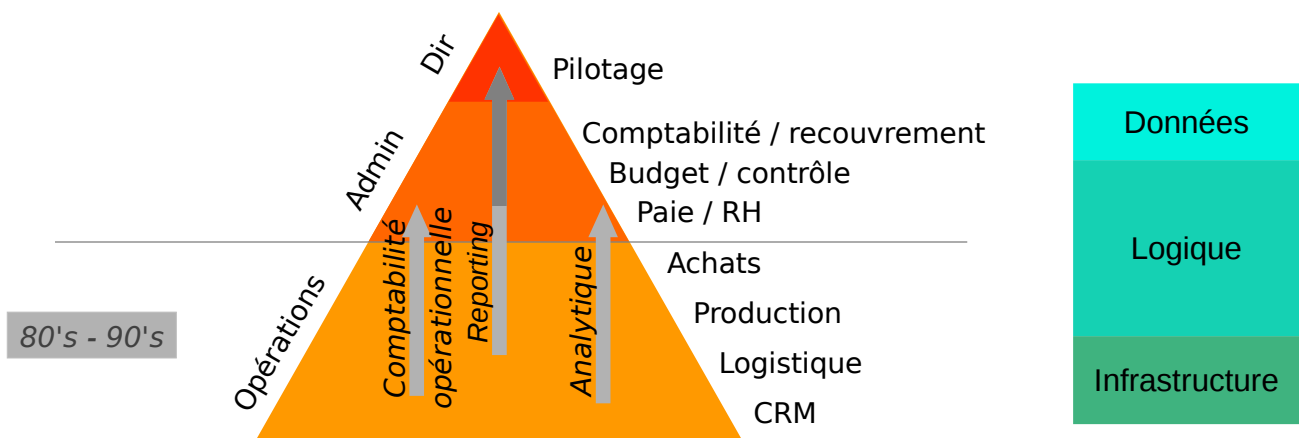 Dir
Pilotage
Données
Admin
Comptabilité / recouvrement
Budget / contrôle
Paie / RH
Logique
Comptabilité
opérationnelle
Reporting
Analytique
Achats
Opérations
Production
80's - 90's
Logistique
Infrastructure
CRM